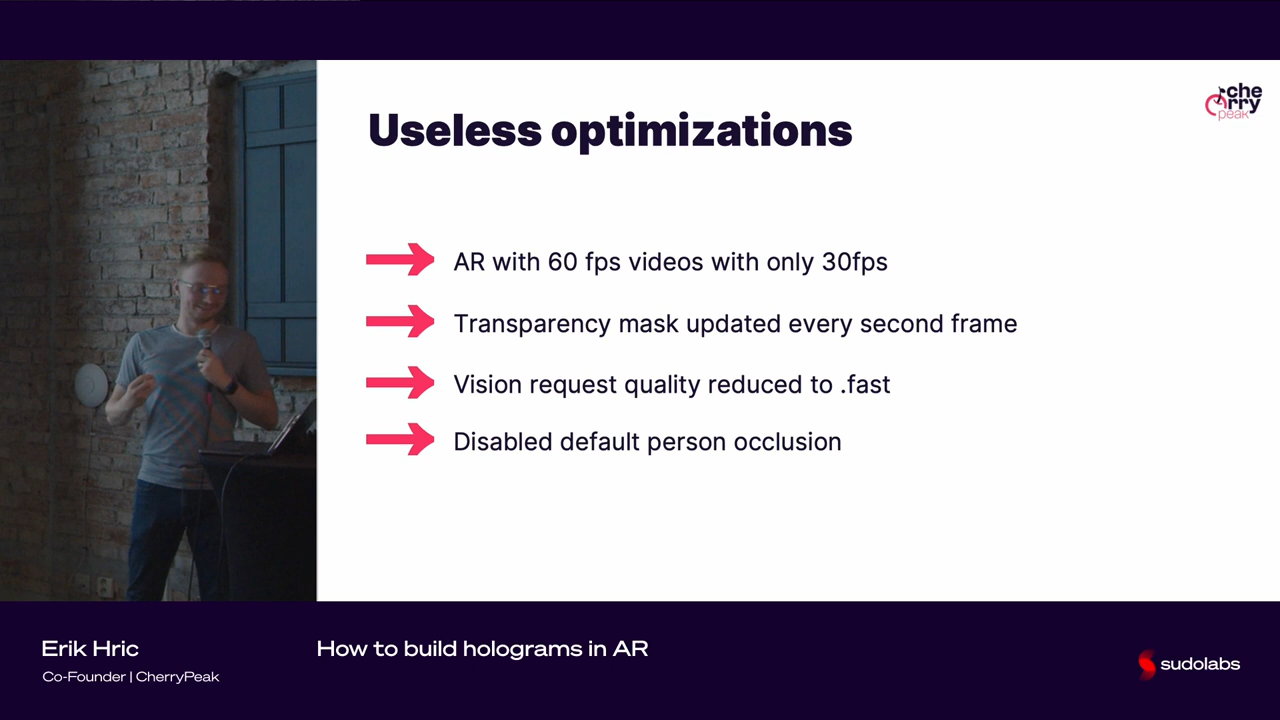 Useless optimizations
che
rry
peak
AR with 60 fps videos with only 30fps
Transparency mask updated every second frame
Vision request quality reduced to .fast
Disabled default person occlusion
Erik Hric
Co-Founder | CherryPeak
How to build holograms in AR
sudolabs